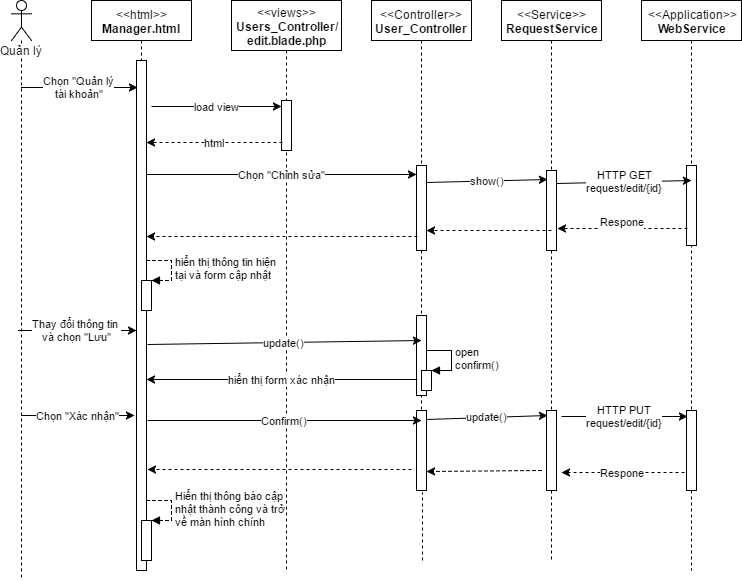 <<html>>
Manager.html
<<views>>
Users_Controller/
edit.blade.php
<<Controller>>
User_Controller
<<Service>>
RequestService
<<Application>>
WebService
Quản lý
Chọn "Quản lý
tài khoản"
load view
html
Chọn "Chỉnh sửa"
show()
HTTP GET
request/edit/{id}
Respone
hiển thị thông tin hiện
tại và form cập nhật
Thay đổi thông tin
và chọn "Lưu"
update()
open
confirm()
hiển thị form xác nhận
Chọn "Xác nhận"
Confirm()
update()
HTTP PUT
request/edit/{id}
Respone
Hiển thị thông báo cập
nhật thành công và trở
về màn hình chính